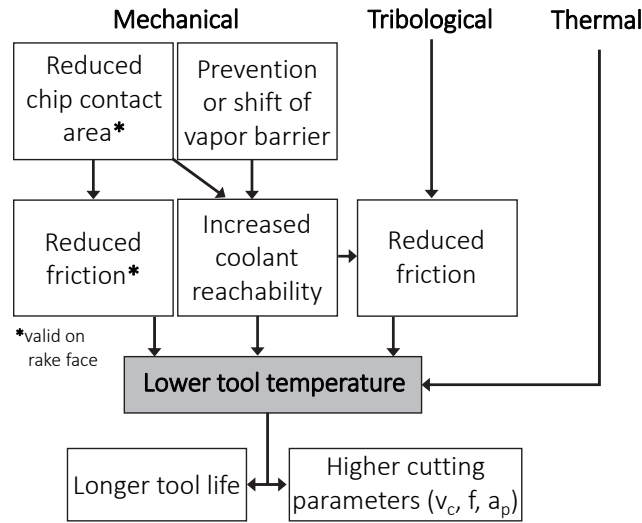 Mechanical
Tribological
Thermal
Reduced
chip contact
area*
Prevention
or shift of
vapor barrier
Reduced
friction*
Increased
coolant
reachability
Reduced
friction
*valid on
rake face
Lower tool temperature
Longer tool life
Higher cutting
parameters (vc, f, ap)